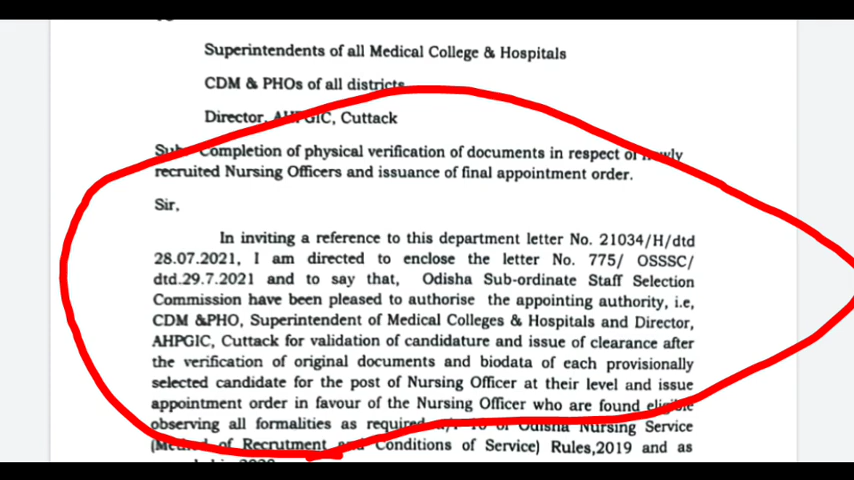 Superintendents of all Medical College & Hospitals
CDM & PHOs of all districts
Director, AHPGIC, Cuttack
Sub: Completion of physical verification of documents in respect of newly
recruited Nursing Officers and issuance of final appointment order.
Sir,
In inviting a reference to this department letter No. 21034/H/dtd
28.07.2021, I am directed to enclose the letter No. 775/ OSSSC/
dtd.29.7.2021 and to say that, Odisha Sub-ordinate Staff Selection
Commission have been pleased to authorise the appointing authority, i.e,
CDM &PHO, Superintendent of Medical Colleges & Hospitals and Director,
AHPGIC, Cuttack for validation of candidature and issue of clearance after
the verification of original documents and biodata of each provisionally
selected candidate for the post of Nursing Officer at their level and issue
appointment order in favour of the Nursing Officer who are found eligible
observing all formalities as required of Odisha Nursing Service
(Method of Recrutment and Conditions of Service) Rules,2019 and as